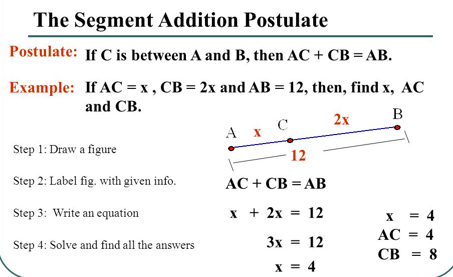 The Segment Addition Postulate
Postulate: If C is between A and B, then AC + CB = AB.
Example: If AC = x , CB = 2x and AB = 12, then, find x, AC
and CB.
A x C 2x B
12
Step 1: Draw a figure
Step 2: Label fig. with given info.
AC + CB = AB
Step 3: Write an equation
x + 2x = 12
Step 4: Solve and find all the answers
3x = 12
x = 4
x = 4
AC = 4
CB = 8